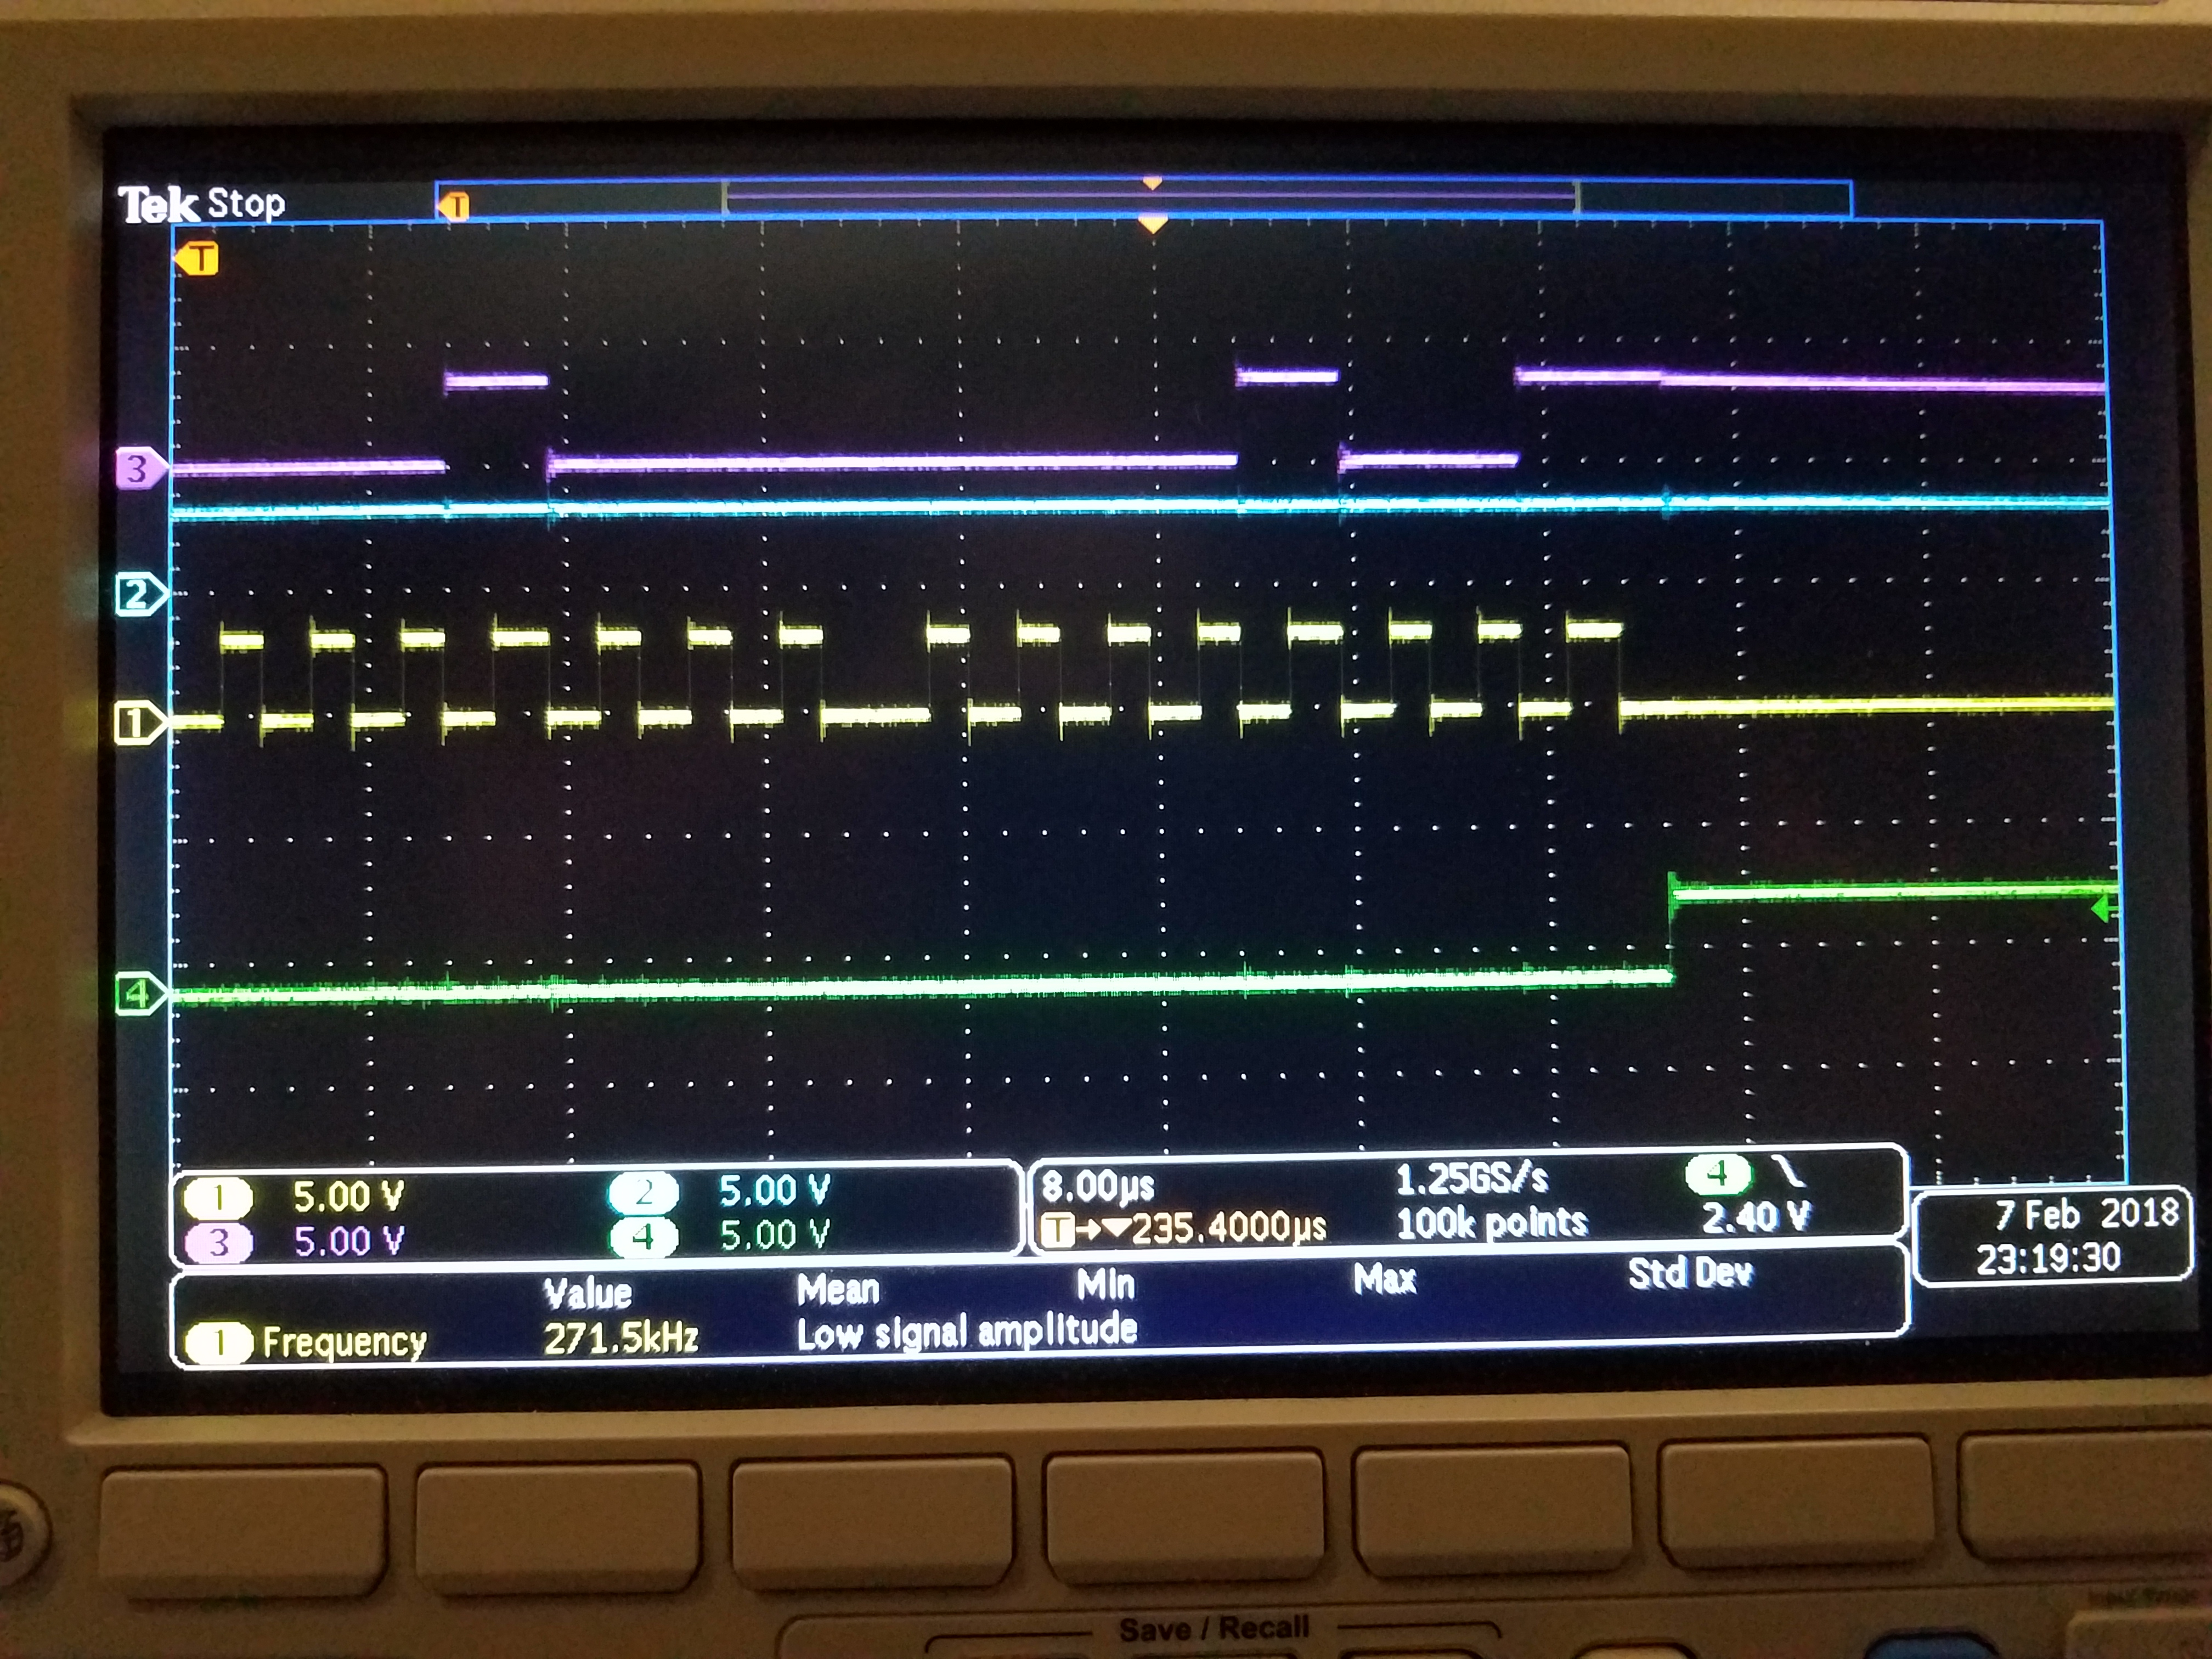 Tek Stop
T
T
3
2
1
4
1 5.00 V 2 5.00 V
3 5.00 V 4 5.00 V
8.00µs 1.25GS/s 4
T→▼235.4000µs 100k points 2.40 V
7 Feb 2018
23:19:30
Value Mean Min Max Std Dev
1 Frequency 271.5kHz Low signal amplitude
Save / Recall